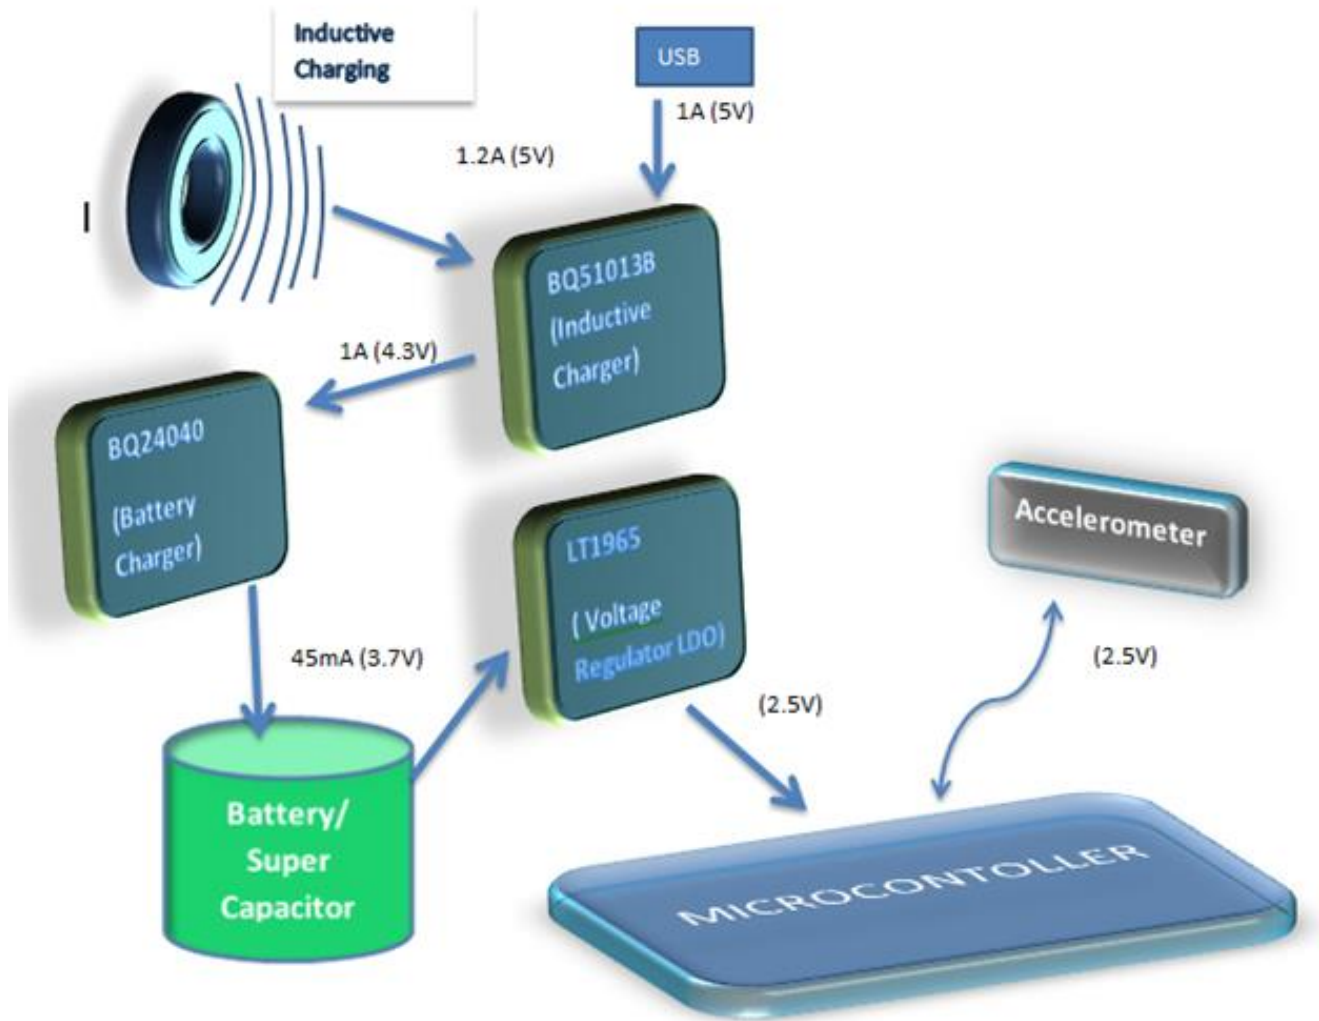 Inductive
Charging
USB
1A (5V)
1.2A (5V)
I
BQ51013B
(Inductive
Charger)
1A (4.3V)
BQ24040
(Battery
Charger)
LT1965
( Voltage
Regulator LDO)
Accelerometer
45mA (3.7V)
(2.5V)
(2.5V)
Battery/
Super
Capacitor
MICROCONTOLLER